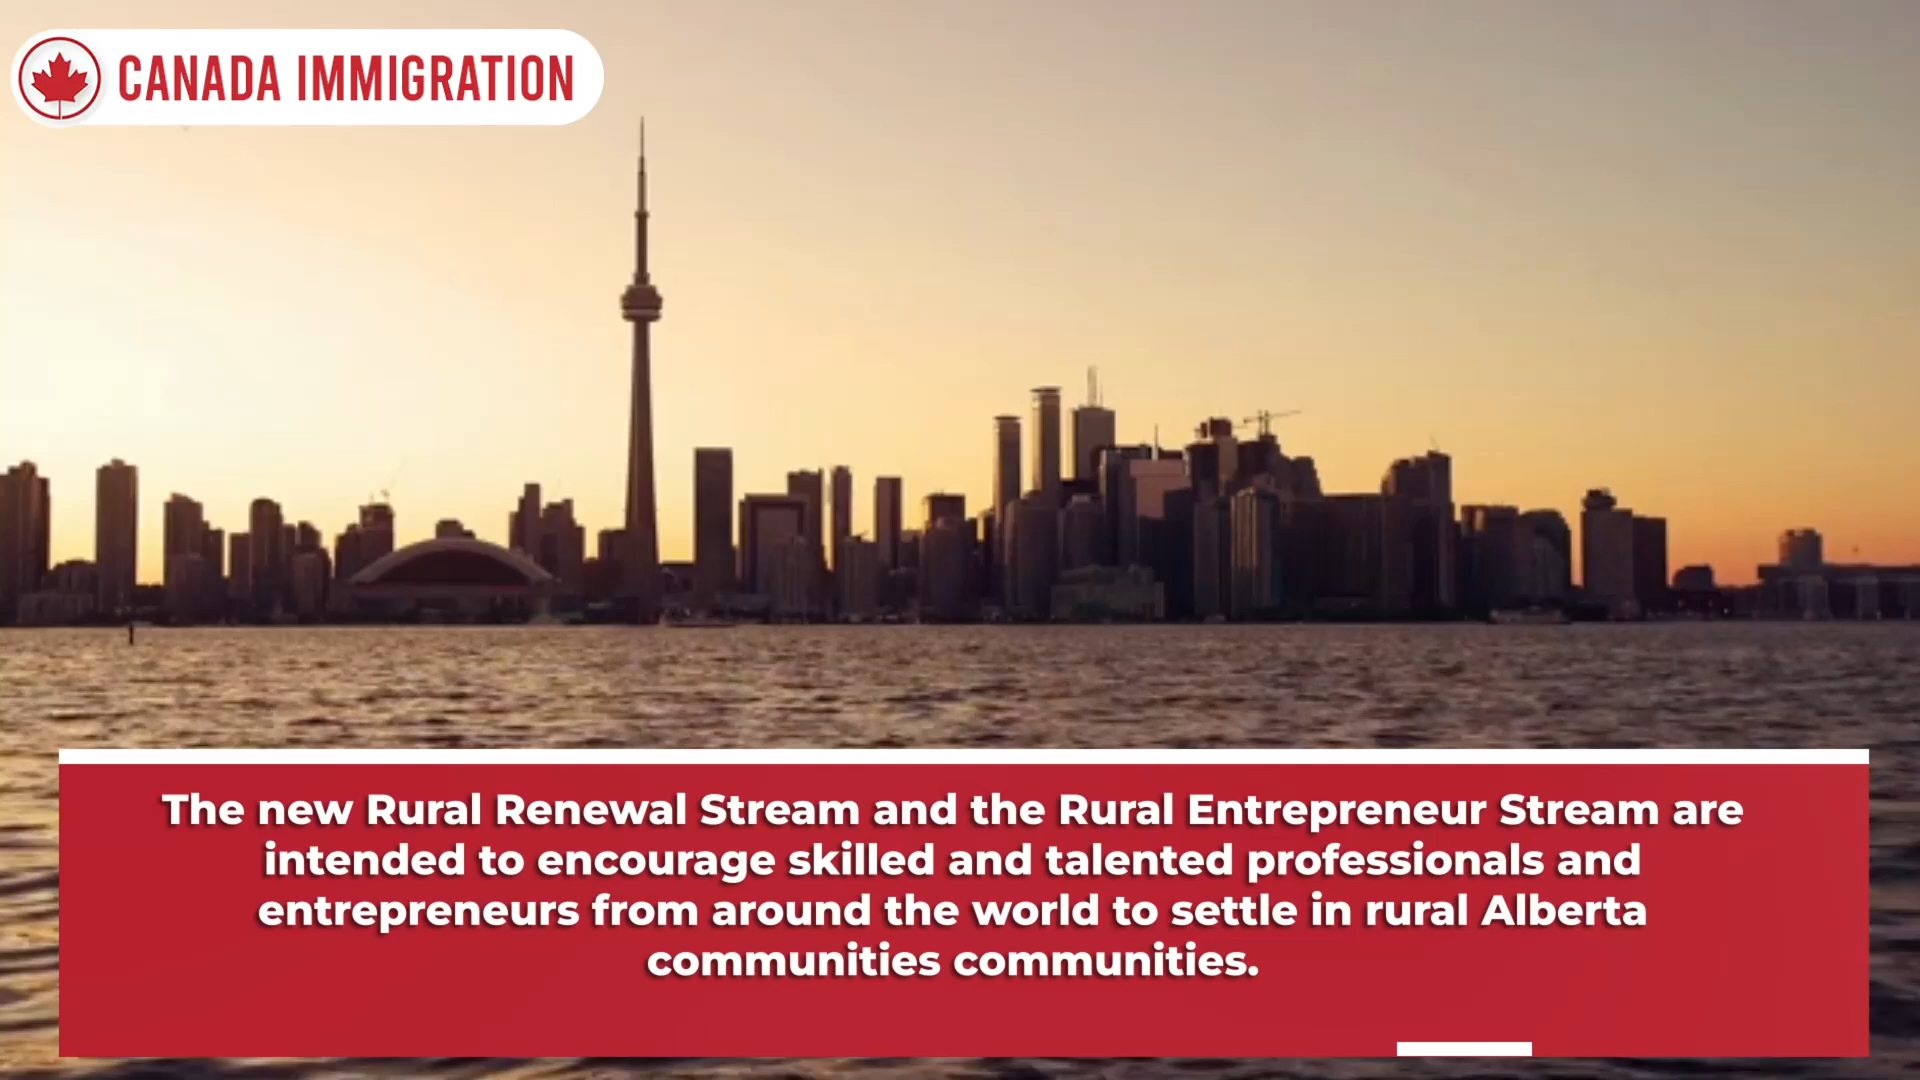 CANADA IMMIGRATION
The new Rural Renewal Stream and the Rural Entrepreneur Stream are
intended to encourage skilled and talented professionals and
entrepreneurs from around the world to settle in rural Alberta
communities communities.